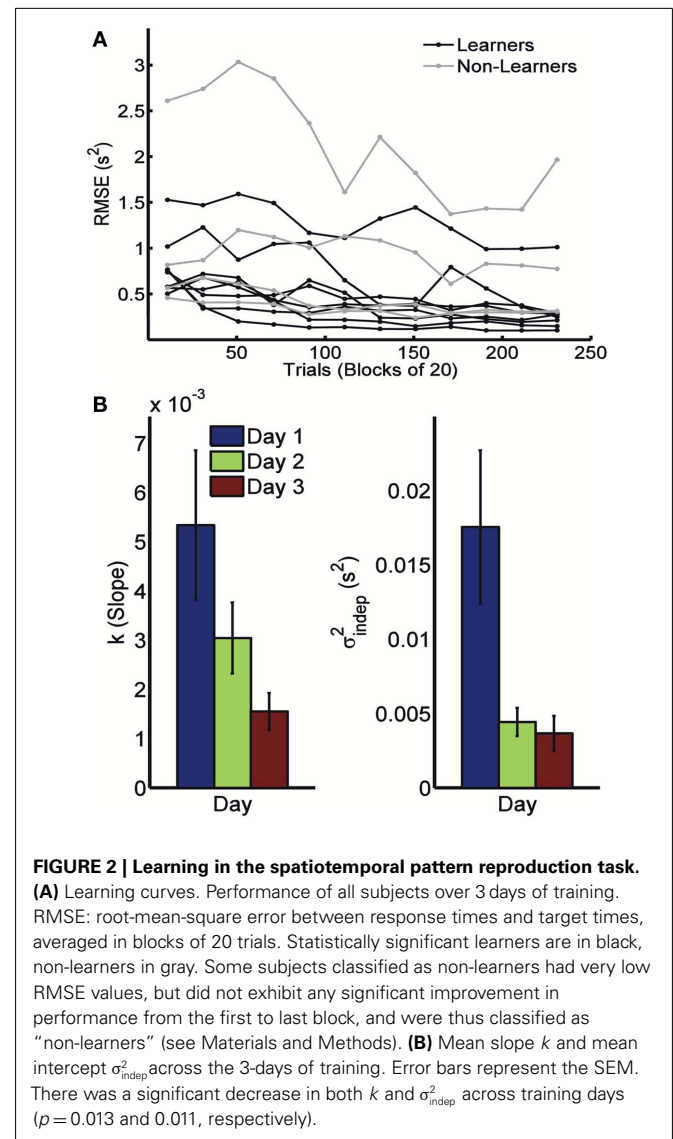 A
Learners
Non-Learners
3
2.5
2
1.5
1
0.5
RMSE (s²)
50 100 150 200 250
Trials (Blocks of 20)
B
x 10⁻³
Day 1
Day 2
Day 3
7
6
5
4
3
2
1
0
k (Slope)
Day
0.02
0.015
0.01
0.005
0
σ²indep (s²)
Day
FIGURE 2 | Learning in the spatiotemporal pattern reproduction task.
(A) Learning curves. Performance of all subjects over 3 days of training.
RMSE: root-mean-square error between response times and target times,
averaged in blocks of 20 trials. Statistically significant learners are in black,
non-learners in gray. Some subjects classified as non-learners had very low
RMSE values, but did not exhibit any significant improvement in
performance from the first to last block, and were thus classified as
“non-learners” (see Materials and Methods). (B) Mean slope k and mean
intercept σ²indep across the 3-days of training. Error bars represent the SEM.
There was a significant decrease in both k and σ²indep across training days
(p = 0.013 and 0.011, respectively).